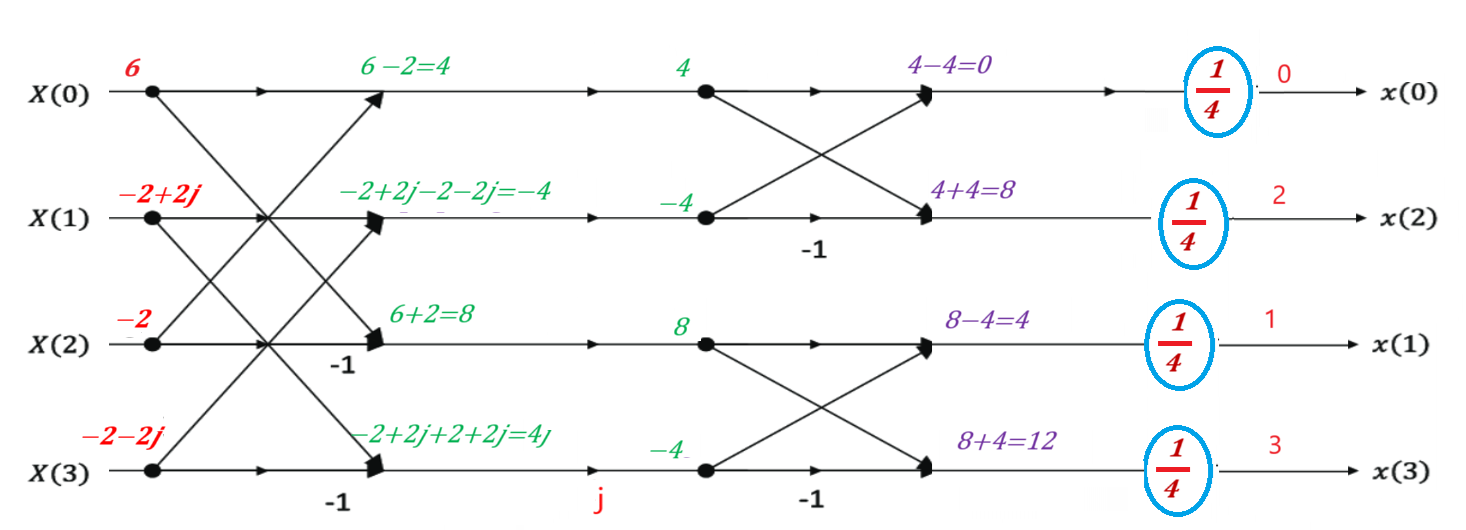 6 6−2=4 4 4−4=0 1/4 0
X(0) x(0)
−2+2j −2+2j−2−2j=−4 −4 4+4=8 1/4 2
X(1) x(2)
-1
−2 6+2=8 8 8−4=4 1/4 1
X(2) x(1)
-1
−2−2j −2+2j+2+2j=4j −4 8+4=12 1/4 3
X(3) x(3)
-1 j -1